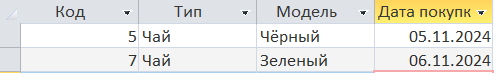 Код Тип Модель Дата покупк
5 Чай Чёрный 05.11.2024
7 Чай Зеленый 06.11.2024